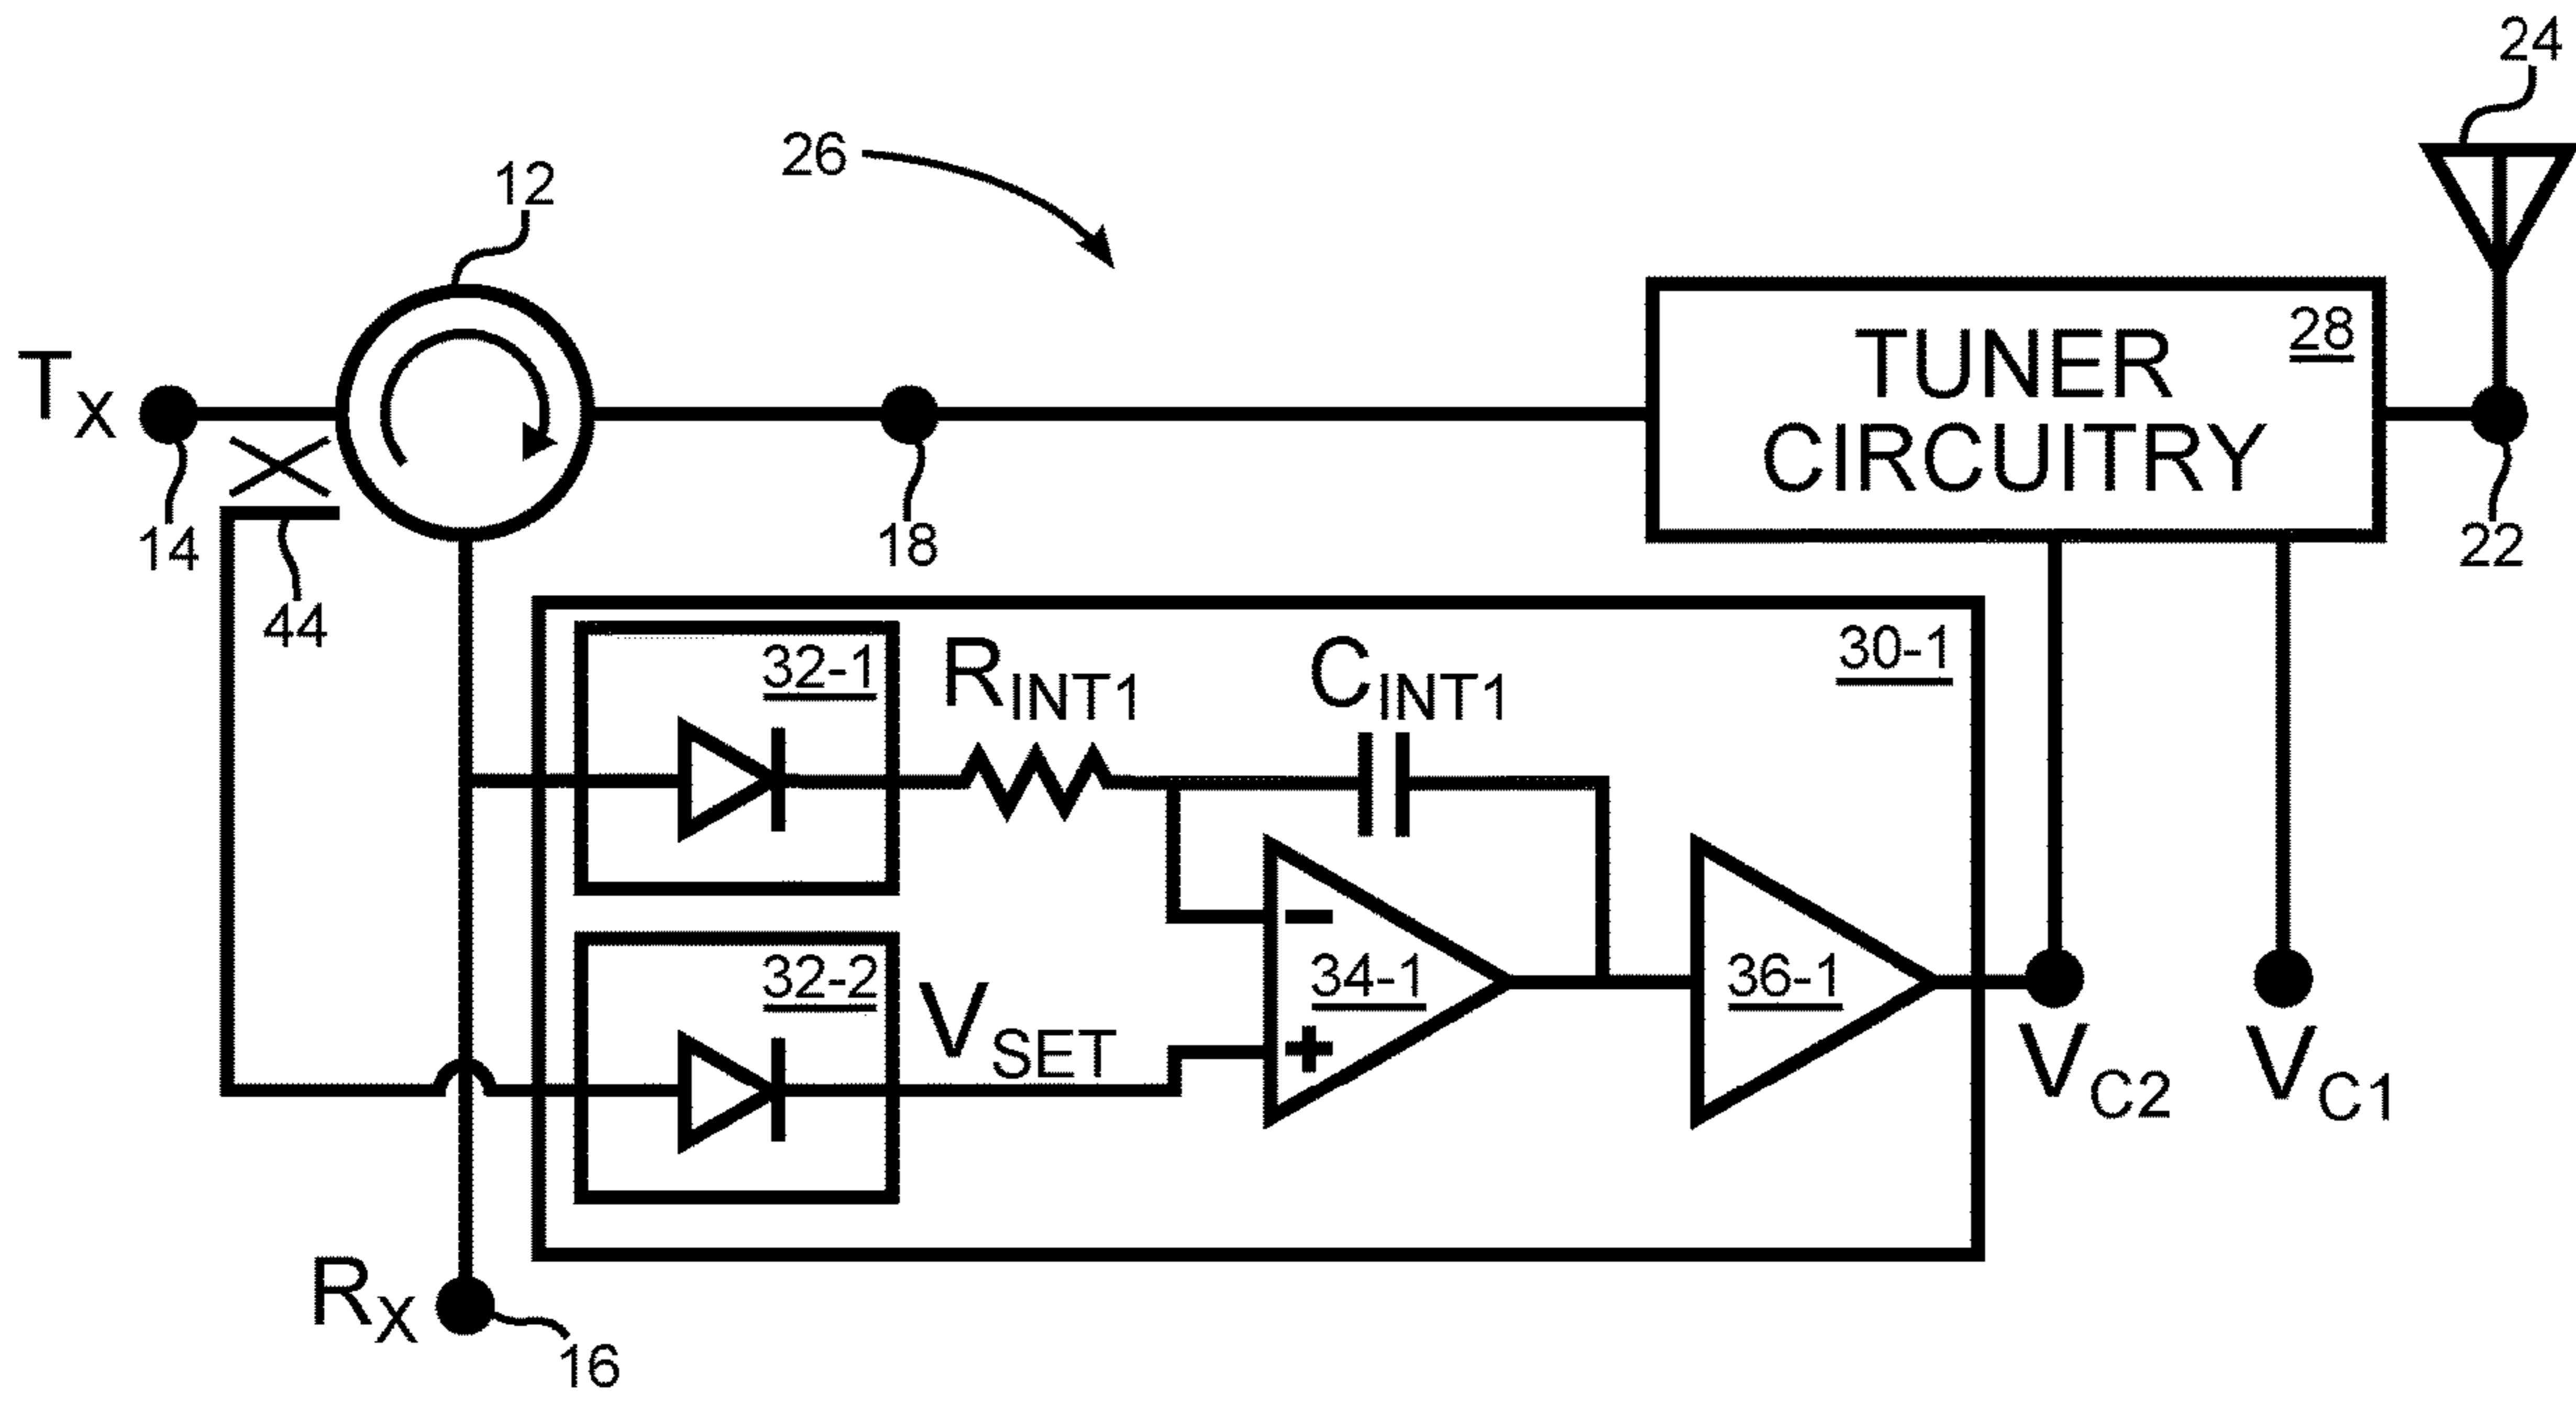 24
26
12
28
TUNER
CIRCUITRY
TX
14
44
18
22
32-1
RINT1
CINT1
30-1
32-2
VSET
−
+
34-1
36-1
VC2
VC1
RX
16